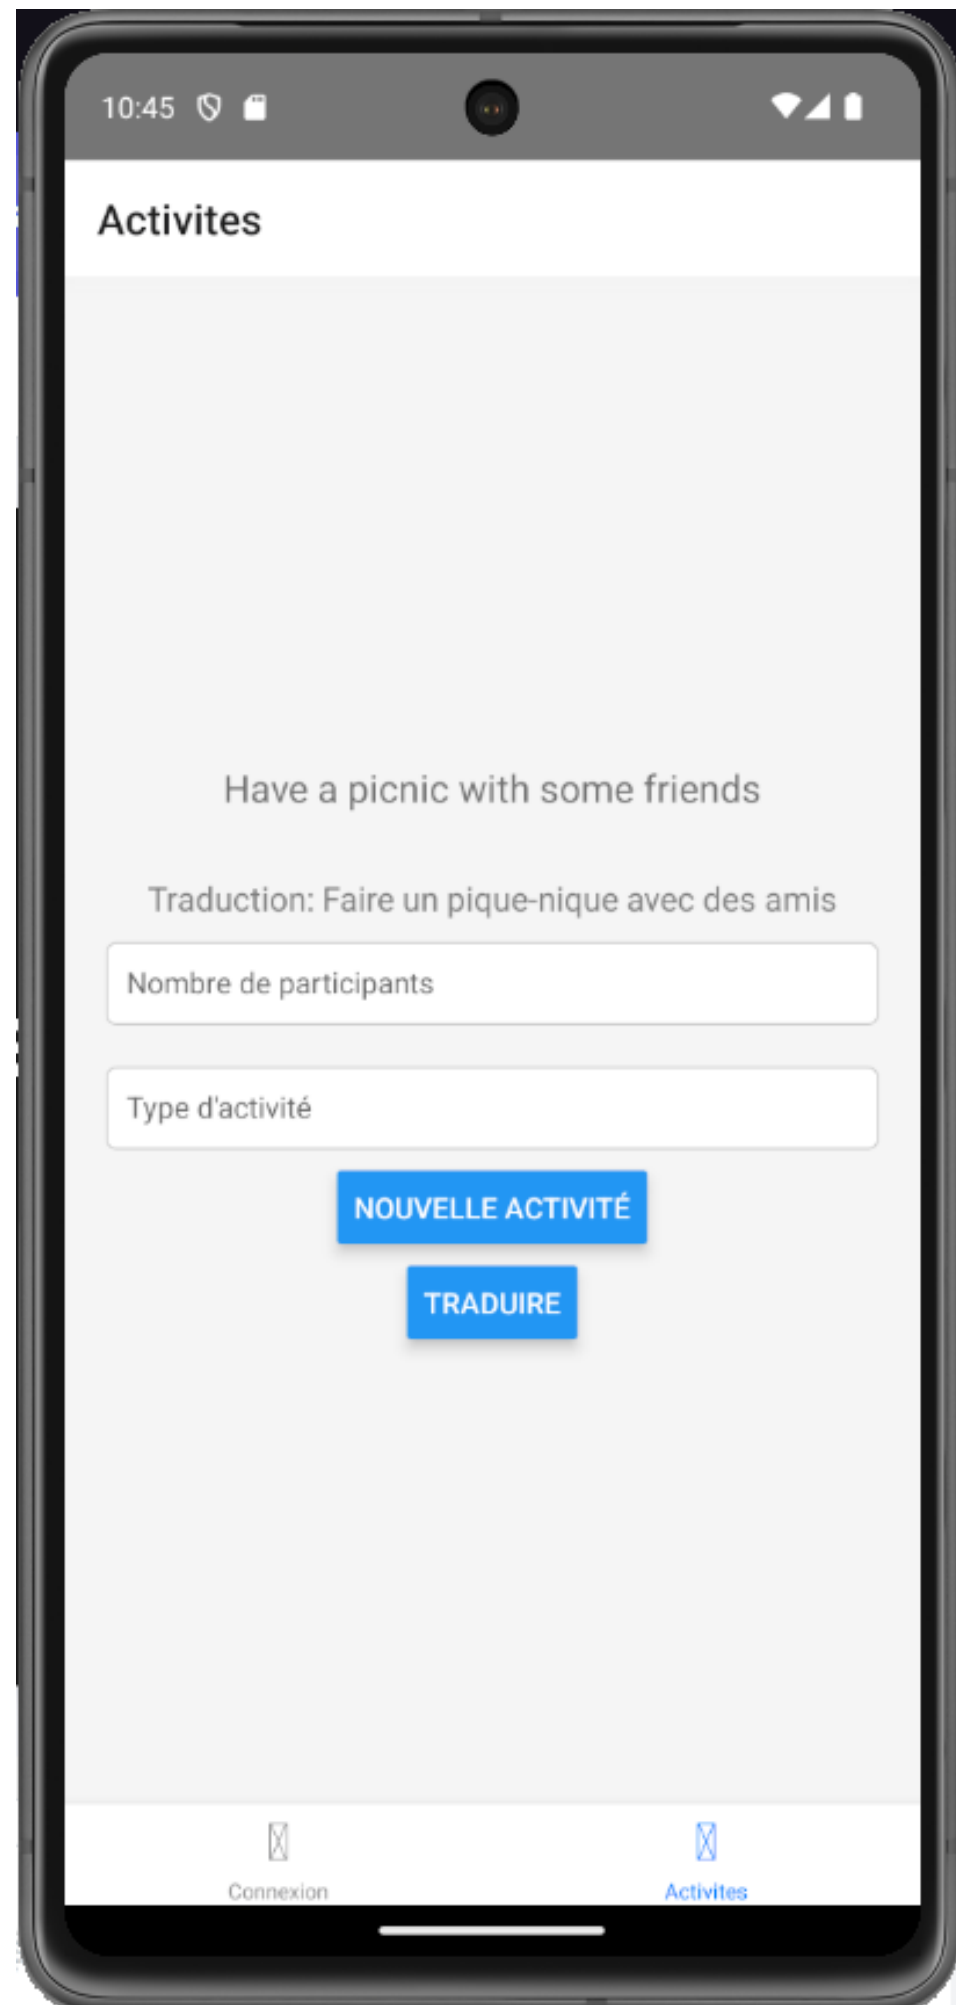 10:45
Activites
Have a picnic with some friends
Traduction: Faire un pique-nique avec des amis
Nombre de participants
Type d'activité
NOUVELLE ACTIVITÉ
TRADUIRE
Connexion
Activites